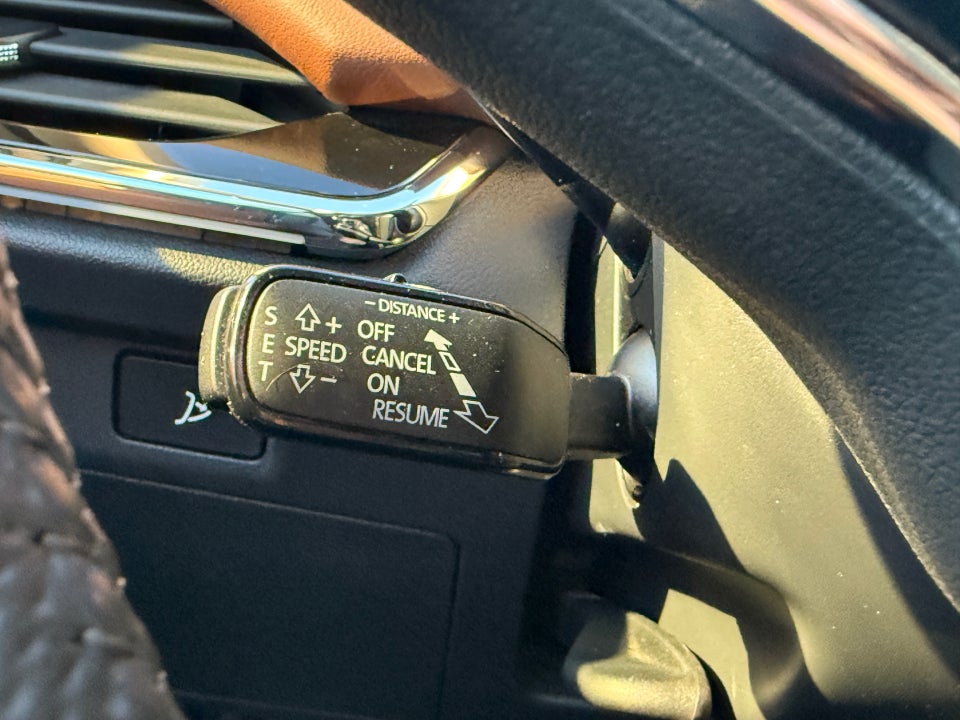 - DISTANCE +
S ⇧ + OFF
E SPEED CANCEL
T ⇩ - ON
RESUME